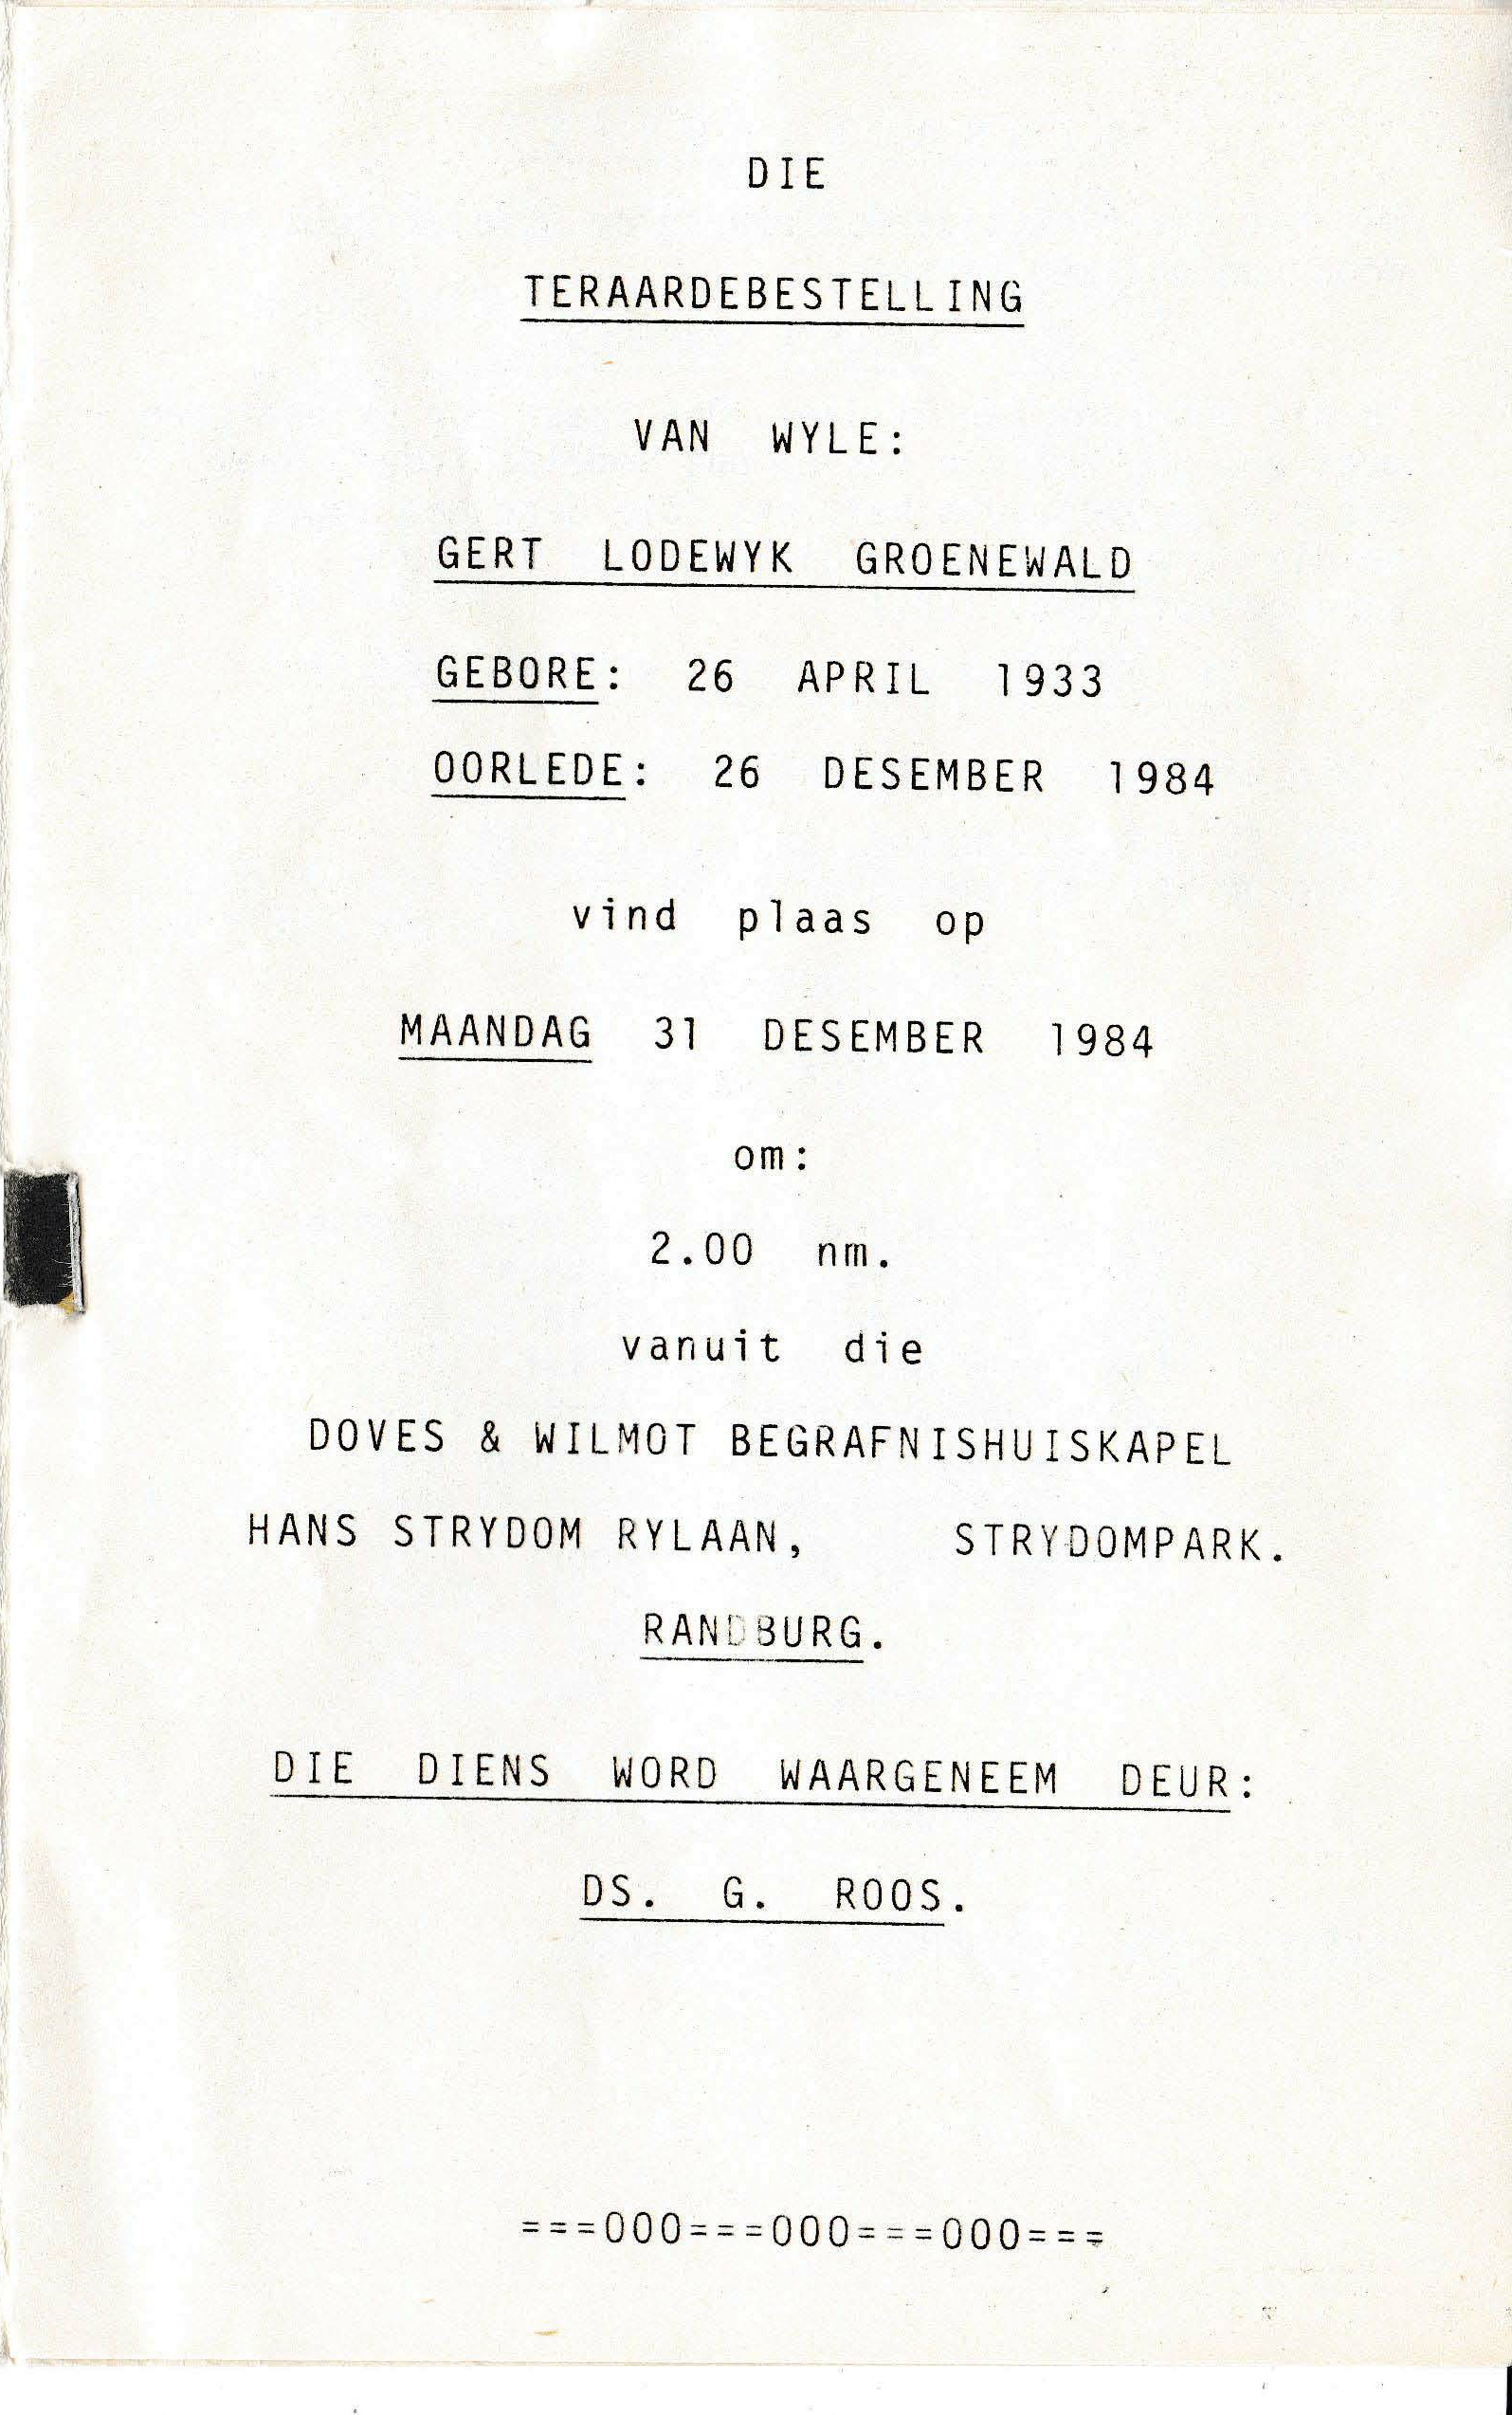 DIE
TERAARDEBESTELLING
VAN WYLE:
GERT LODEWYK GROENEWALD
GEBORE: 26 APRIL 1933
OORLEDE: 26 DESEMBER 1984
vind plaas op
MAANDAG 31 DESEMBER 1984
om:
2.00 nm.
vanuit die
DOVES & WILMOT BEGRAFNISHUISKAPEL
HANS STRYDOM RYLAAN, STRYDOMPARK.
RANDBURG.
DIE DIENS WORD WAARGENEEM DEUR:
DS. G. ROOS.
===000===000===000===